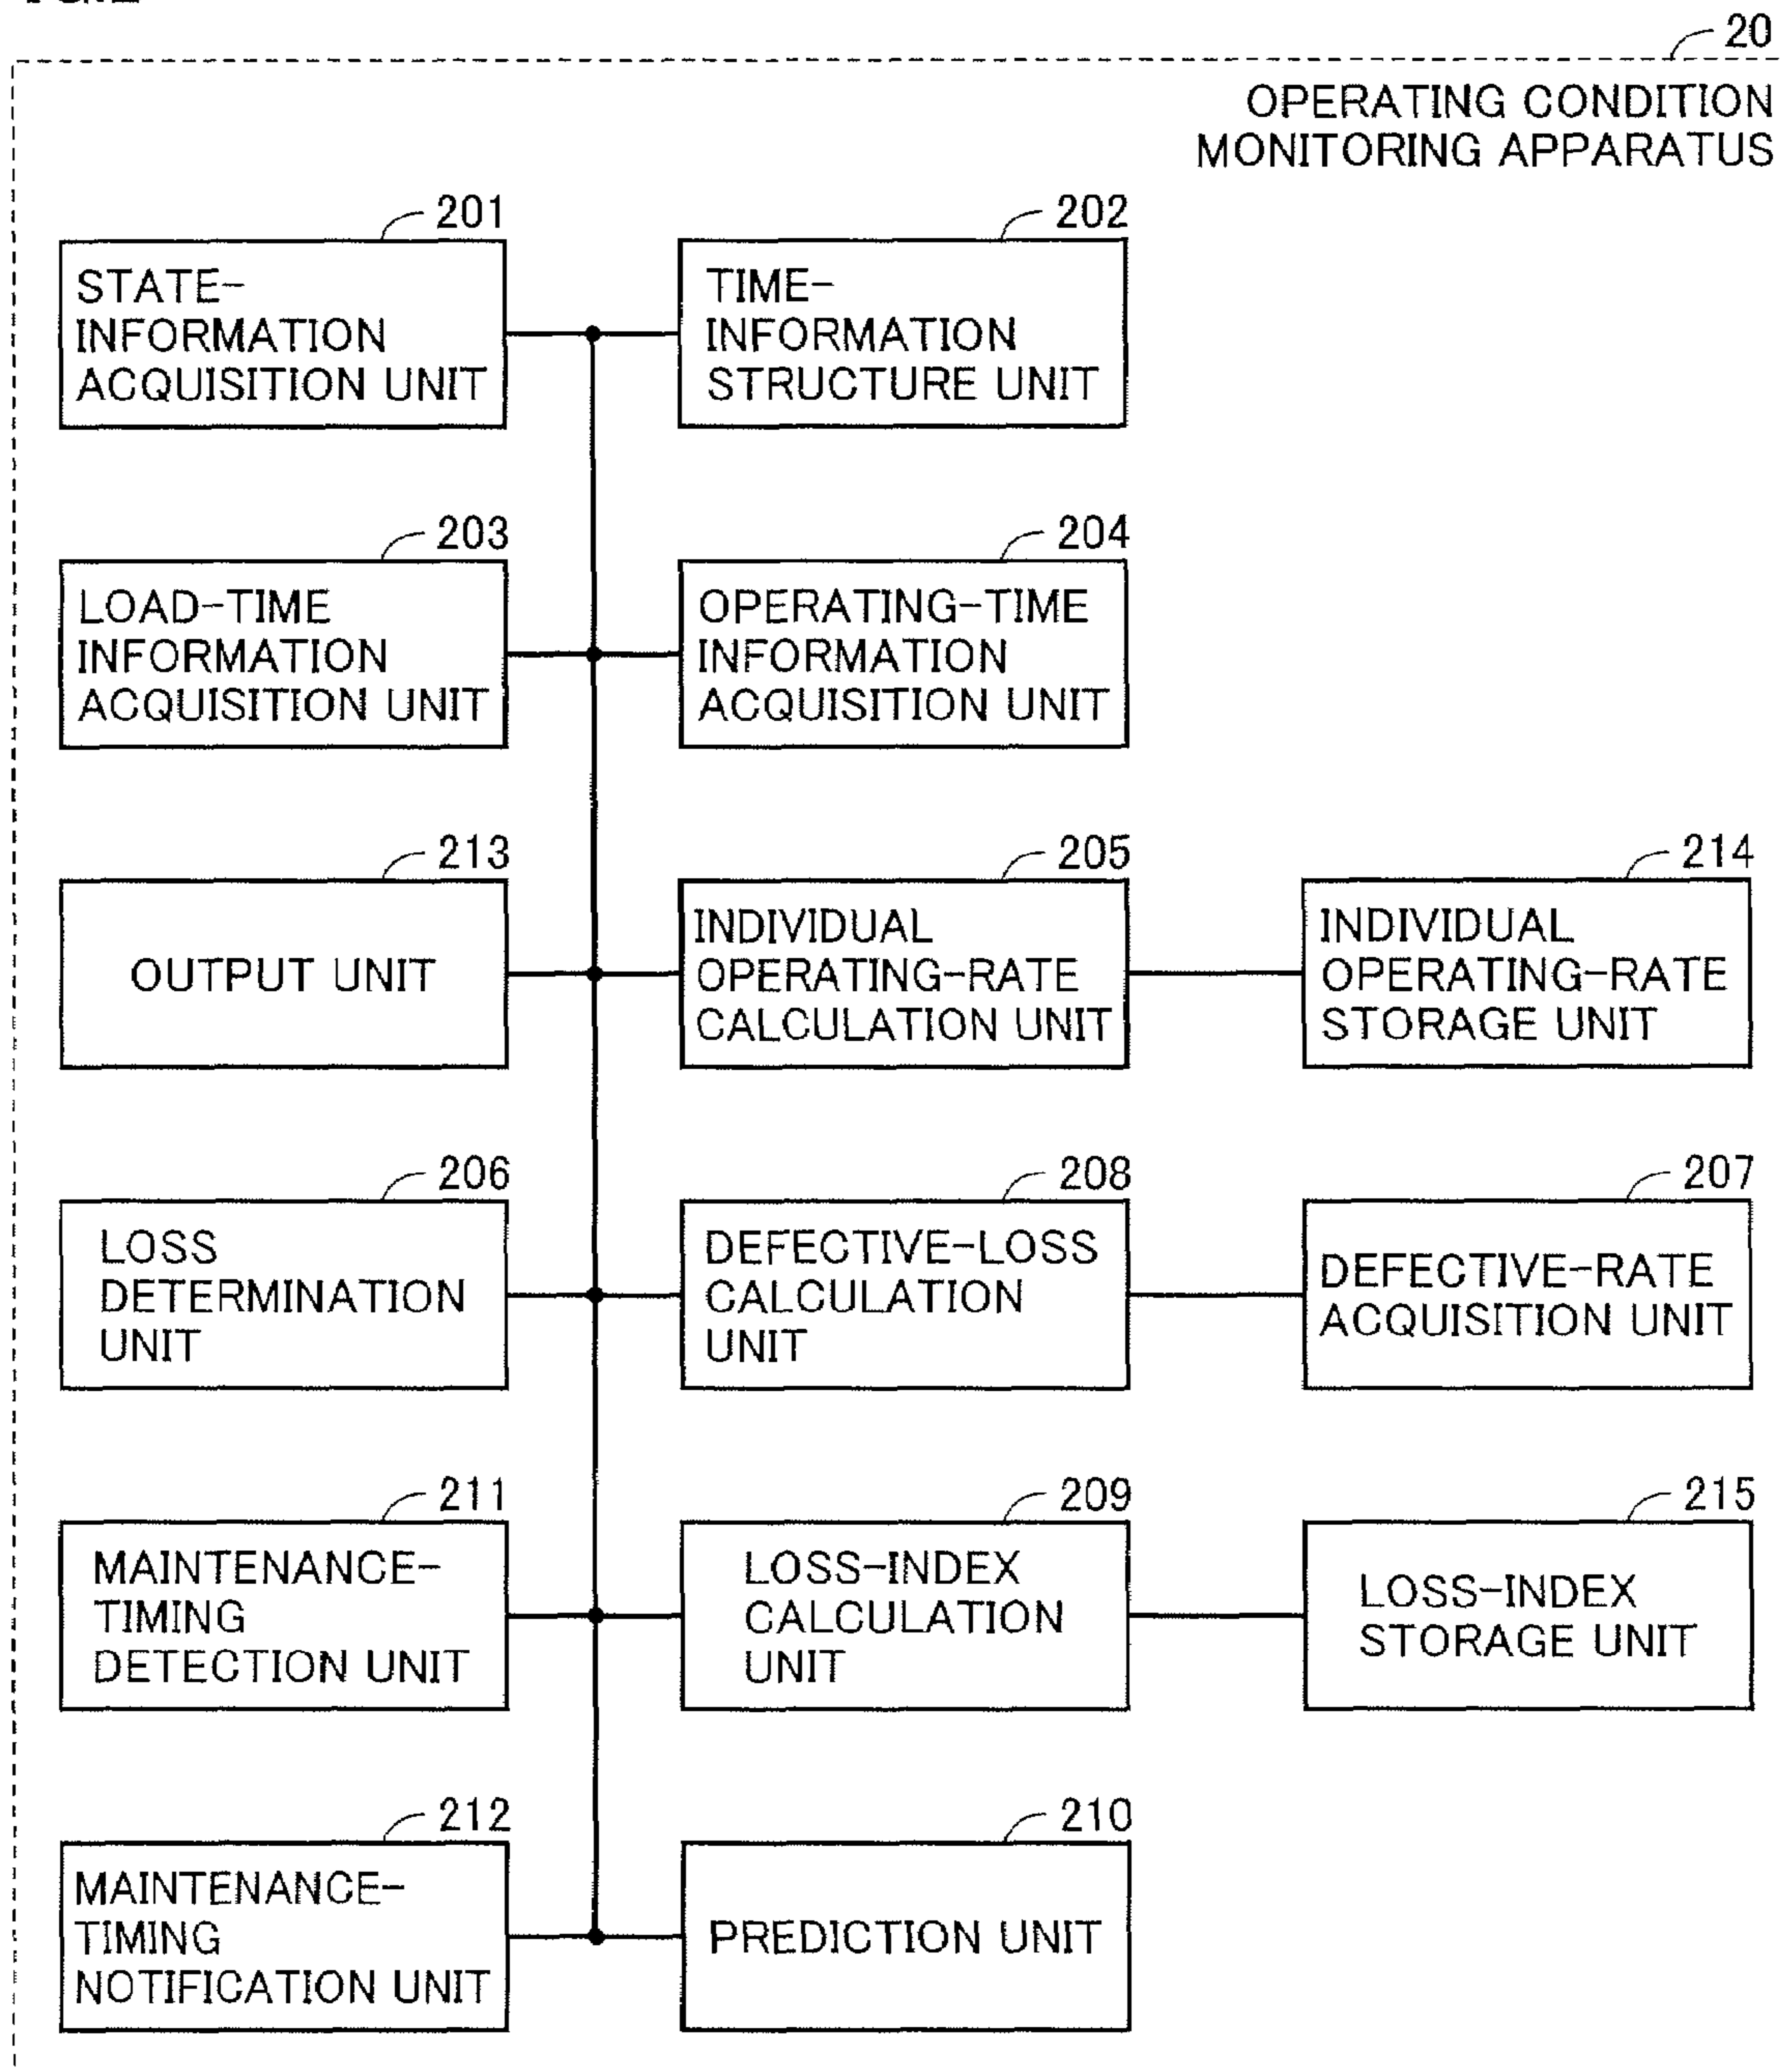 20
OPERATING CONDITION
MONITORING APPARATUS
201
STATE-
INFORMATION
ACQUISITION UNIT
202
TIME-
INFORMATION
STRUCTURE UNIT
203
LOAD-TIME
INFORMATION
ACQUISITION UNIT
204
OPERATING-TIME
INFORMATION
ACQUISITION UNIT
213
OUTPUT UNIT
205
INDIVIDUAL
OPERATING-RATE
CALCULATION UNIT
214
INDIVIDUAL
OPERATING-RATE
STORAGE UNIT
206
LOSS
DETERMINATION
UNIT
208
DEFECTIVE-LOSS
CALCULATION
UNIT
207
DEFECTIVE-RATE
ACQUISITION UNIT
211
MAINTENANCE-
TIMING
DETECTION UNIT
209
LOSS-INDEX
CALCULATION
UNIT
215
LOSS-INDEX
STORAGE UNIT
212
MAINTENANCE-
TIMING
NOTIFICATION UNIT
210
PREDICTION UNIT